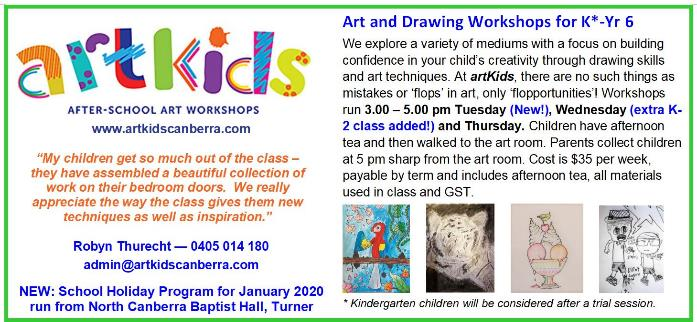 artkids
AFTER-SCHOOL ART WORKSHOPS
www.artkidscanberra.com
“My children get so much out of the class –
they have assembled a beautiful collection of
work on their bedroom doors. We really
appreciate the way the class gives them new
techniques as well as inspiration.”
Robyn Thurecht — 0405 014 180
admin@artkidscanberra.com
NEW: School Holiday Program for January 2020
run from North Canberra Baptist Hall, Turner
Art and Drawing Workshops for K*-Yr 6
We explore a variety of mediums with a focus on building
confidence in your child’s creativity through drawing skills
and art techniques. At artKids, there are no such things as
mistakes or ‘flops’ in art, only ‘flopportunities’! Workshops
run 3.00 – 5.00 pm Tuesday (New!), Wednesday (extra K-
2 class added!) and Thursday. Children have afternoon
tea and then walked to the art room. Parents collect children
at 5 pm sharp from the art room. Cost is $35 per week,
payable by term and includes afternoon tea, all materials
used in class and GST.
* Kindergarten children will be considered after a trial session.